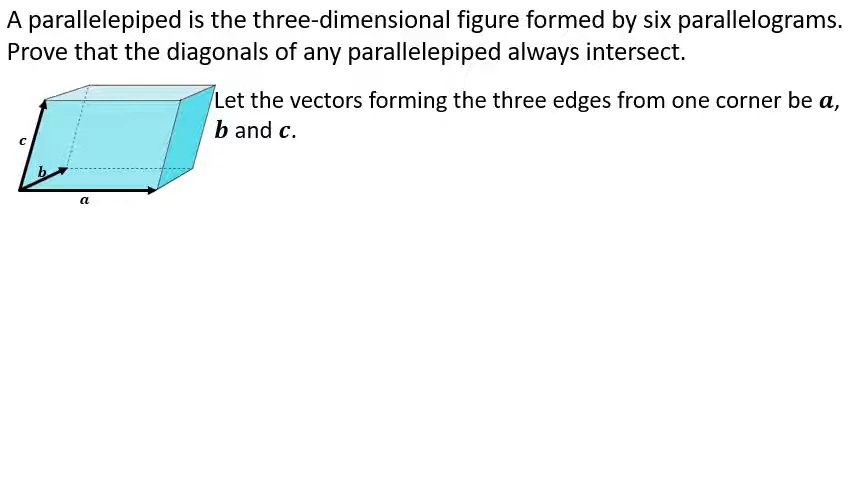 A parallelepiped is the three-dimensional figure formed by six parallelograms.
Prove that the diagonals of any parallelepiped always intersect.
Let the vectors forming the three edges from one corner be a,
b and c.
c
b
a